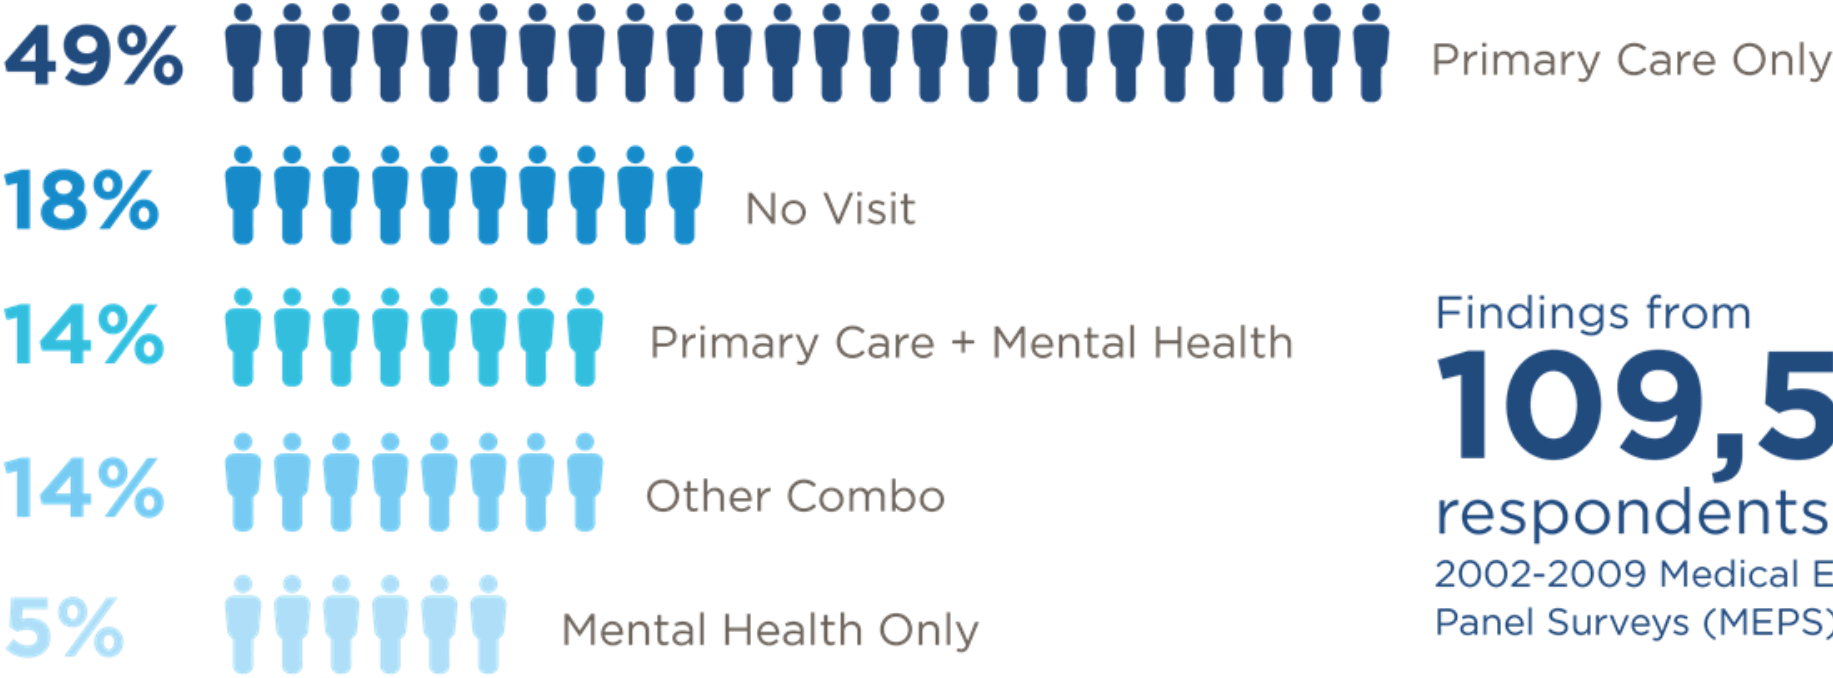 49% Primary Care Only
18% No Visit
14% Primary Care + Mental Health
14% Other Combo
5% Mental Health Only
Findings from
109,5
respondents
2002-2009 Medical E
Panel Surveys (MEPS)